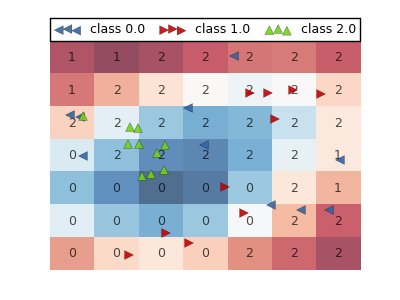 class 0.0 class 1.0 class 2.0
1 1 2 2 2 2 2
1 2 2 2 2 2 2
2 2 2 2 2 2 2
0 2 2 2 2 2 1
0 0 0 0 0 2 1
0 0 0 0 0 2 2
0 0 0 0 2 2 2